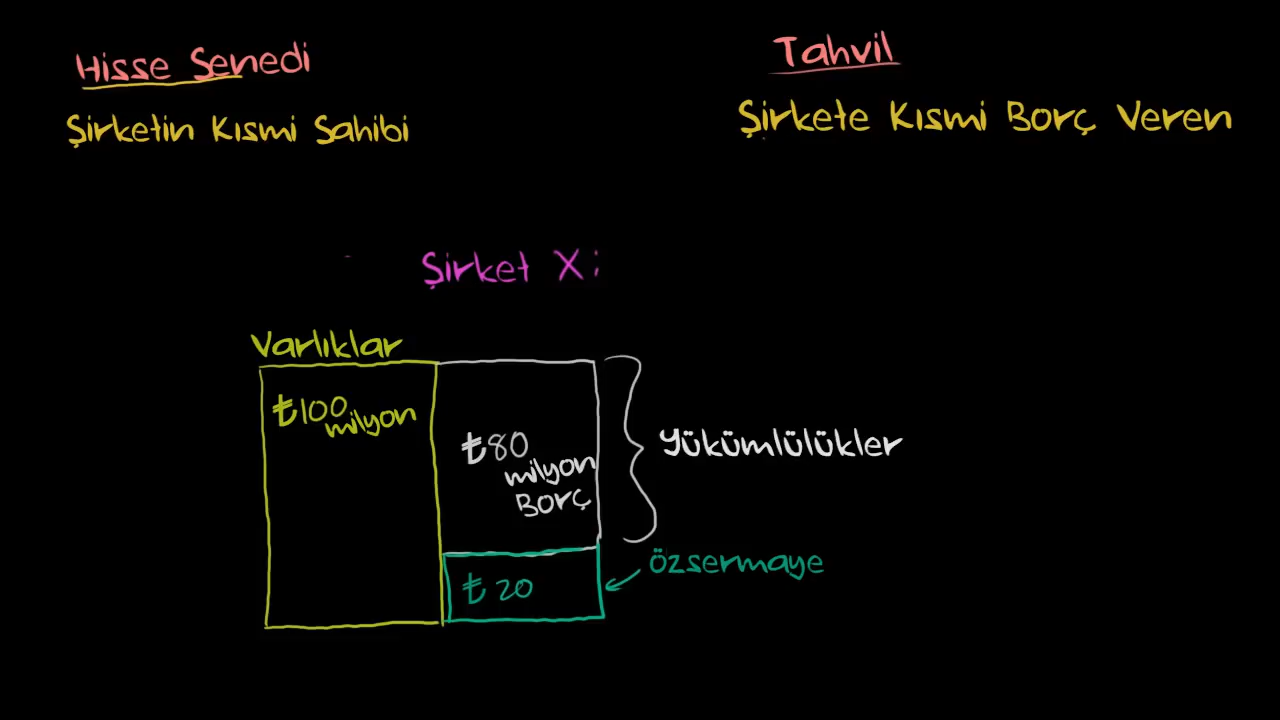 Hisse Senedi
Tahvil
Şirketin Kısmi Sahibi
Şirkete Kısmi Borç Veren
Şirket X:
Varlıklar
₺100
milyon
₺80
milyon
Borç
Yükümlülükler
₺20
Özsermaye